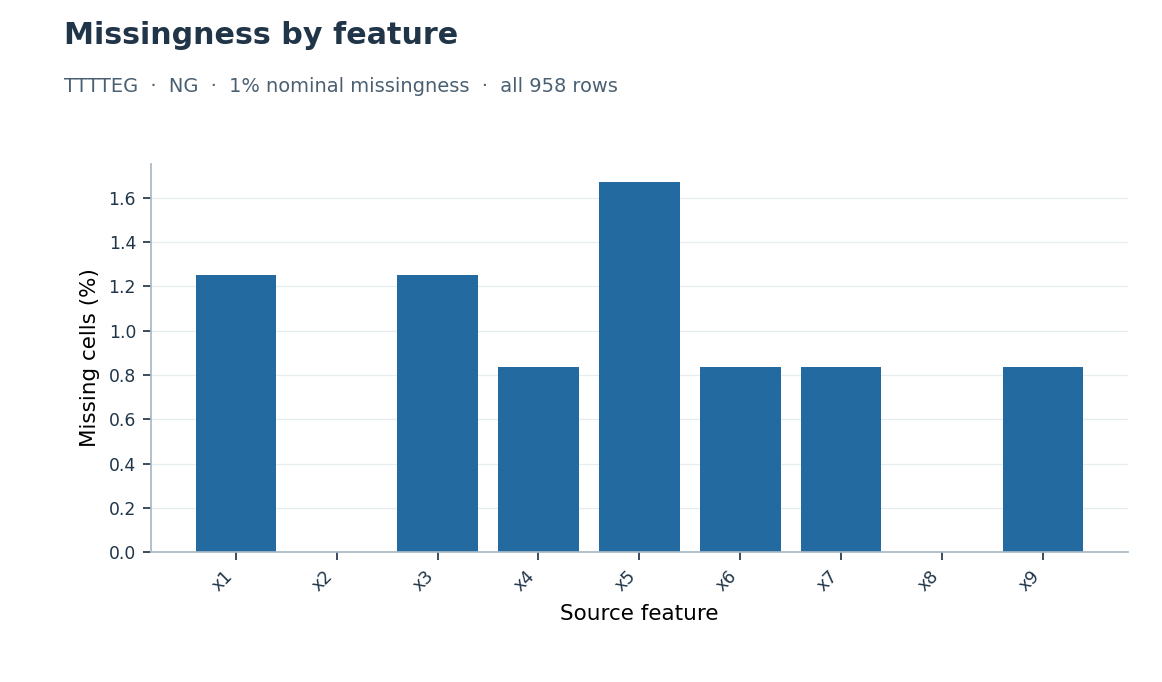 Missingness by feature
TTTTEG · NG · 1% nominal missingness · all 958 rows
Missing cells (%)
1.6
1.4
1.2
1.0
0.8
0.6
0.4
0.2
0.0
x1 x2 x3 x4 x5 x6 x7 x8 x9
Source feature